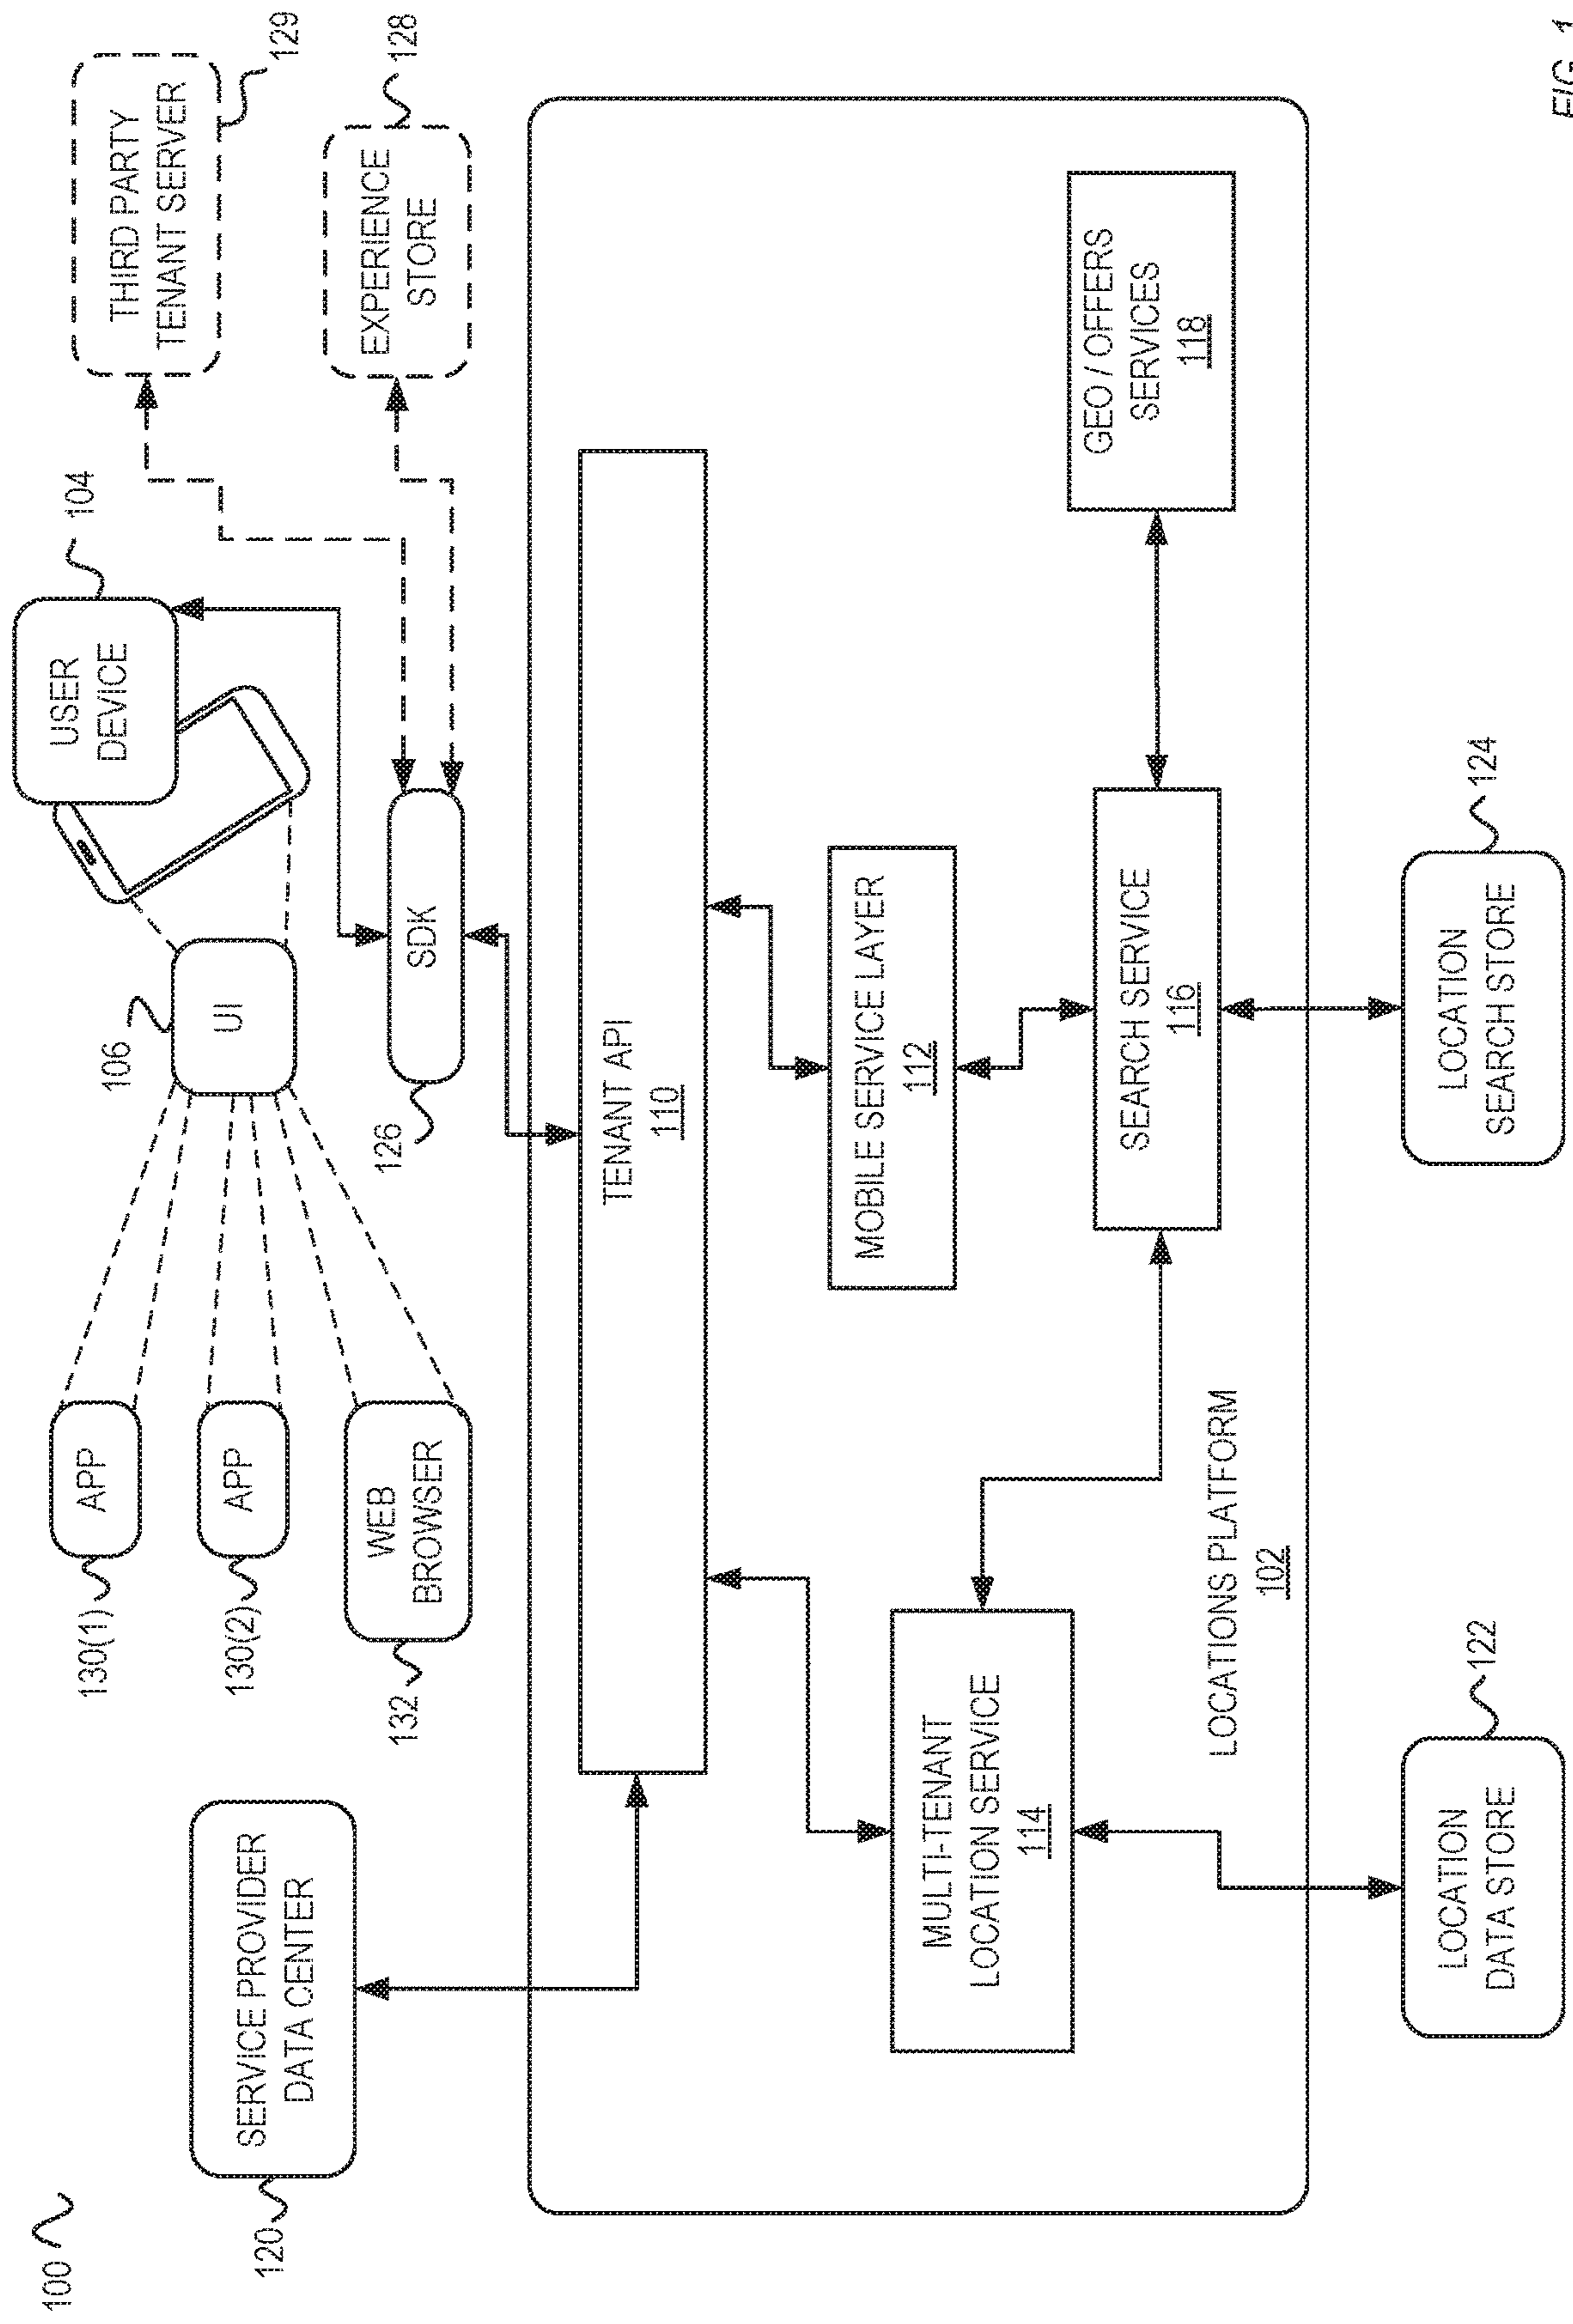 100
120
SERVICE PROVIDER
DATA CENTER
130(1)
APP
130(2)
APP
132
WEB
BROWSER
106
UI
USER
DEVICE
104
126
SDK
THIRD PARTY
TENANT SERVER
129
EXPERIENCE
STORE
128
TENANT API
110
MOBILE SERVICE LAYER
112
MULTI-TENANT
LOCATION SERVICE
114
SEARCH SERVICE
116
GEO / OFFERS
SERVICES
118
LOCATIONS PLATFORM
102
LOCATION
DATA STORE
122
LOCATION
SEARCH STORE
124
FIG. 1